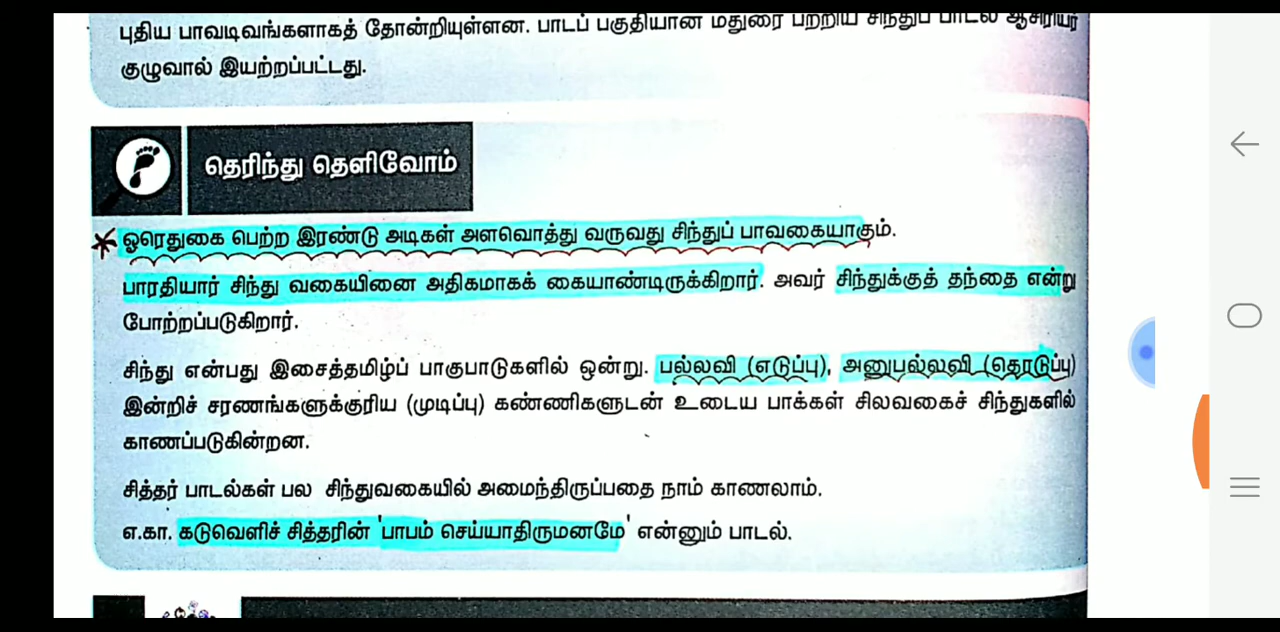 புதிய பாவடிவங்களாகத் தோன்றியுள்ளன. பாடப் பகுதியான மதுரை பற்றிய சிந்துப் பாடல் ஆசிரியர்
குழுவால் இயற்றப்பட்டது.
தெரிந்து தெளிவோம்
ஓரெதுகை பெற்ற இரண்டு அடிகள் அளவொத்து வருவது சிந்துப் பாவகையாகும்.
பாரதியார் சிந்து வகையினை அதிகமாகக் கையாண்டிருக்கிறார். அவர் சிந்துக்குத் தந்தை என்று
போற்றப்படுகிறார்.
சிந்து என்பது இசைத்தமிழ்ப் பாகுபாடுகளில் ஒன்று. பல்லவி (எடுப்பு), அனுபல்லவி (தொடுப்பு)
இன்றிச் சரணங்களுக்குரிய (முடிப்பு) கண்ணிகளுடன் உடைய பாக்கள் சிலவகைச் சிந்துகளில்
காணப்படுகின்றன.
சித்தர் பாடல்கள் பல சிந்துவகையில் அமைந்திருப்பதை நாம் காணலாம்.
எ.கா. கடுவெளிச் சித்தரின் 'பாபம் செய்யாதிருமனமே' என்னும் பாடல்.